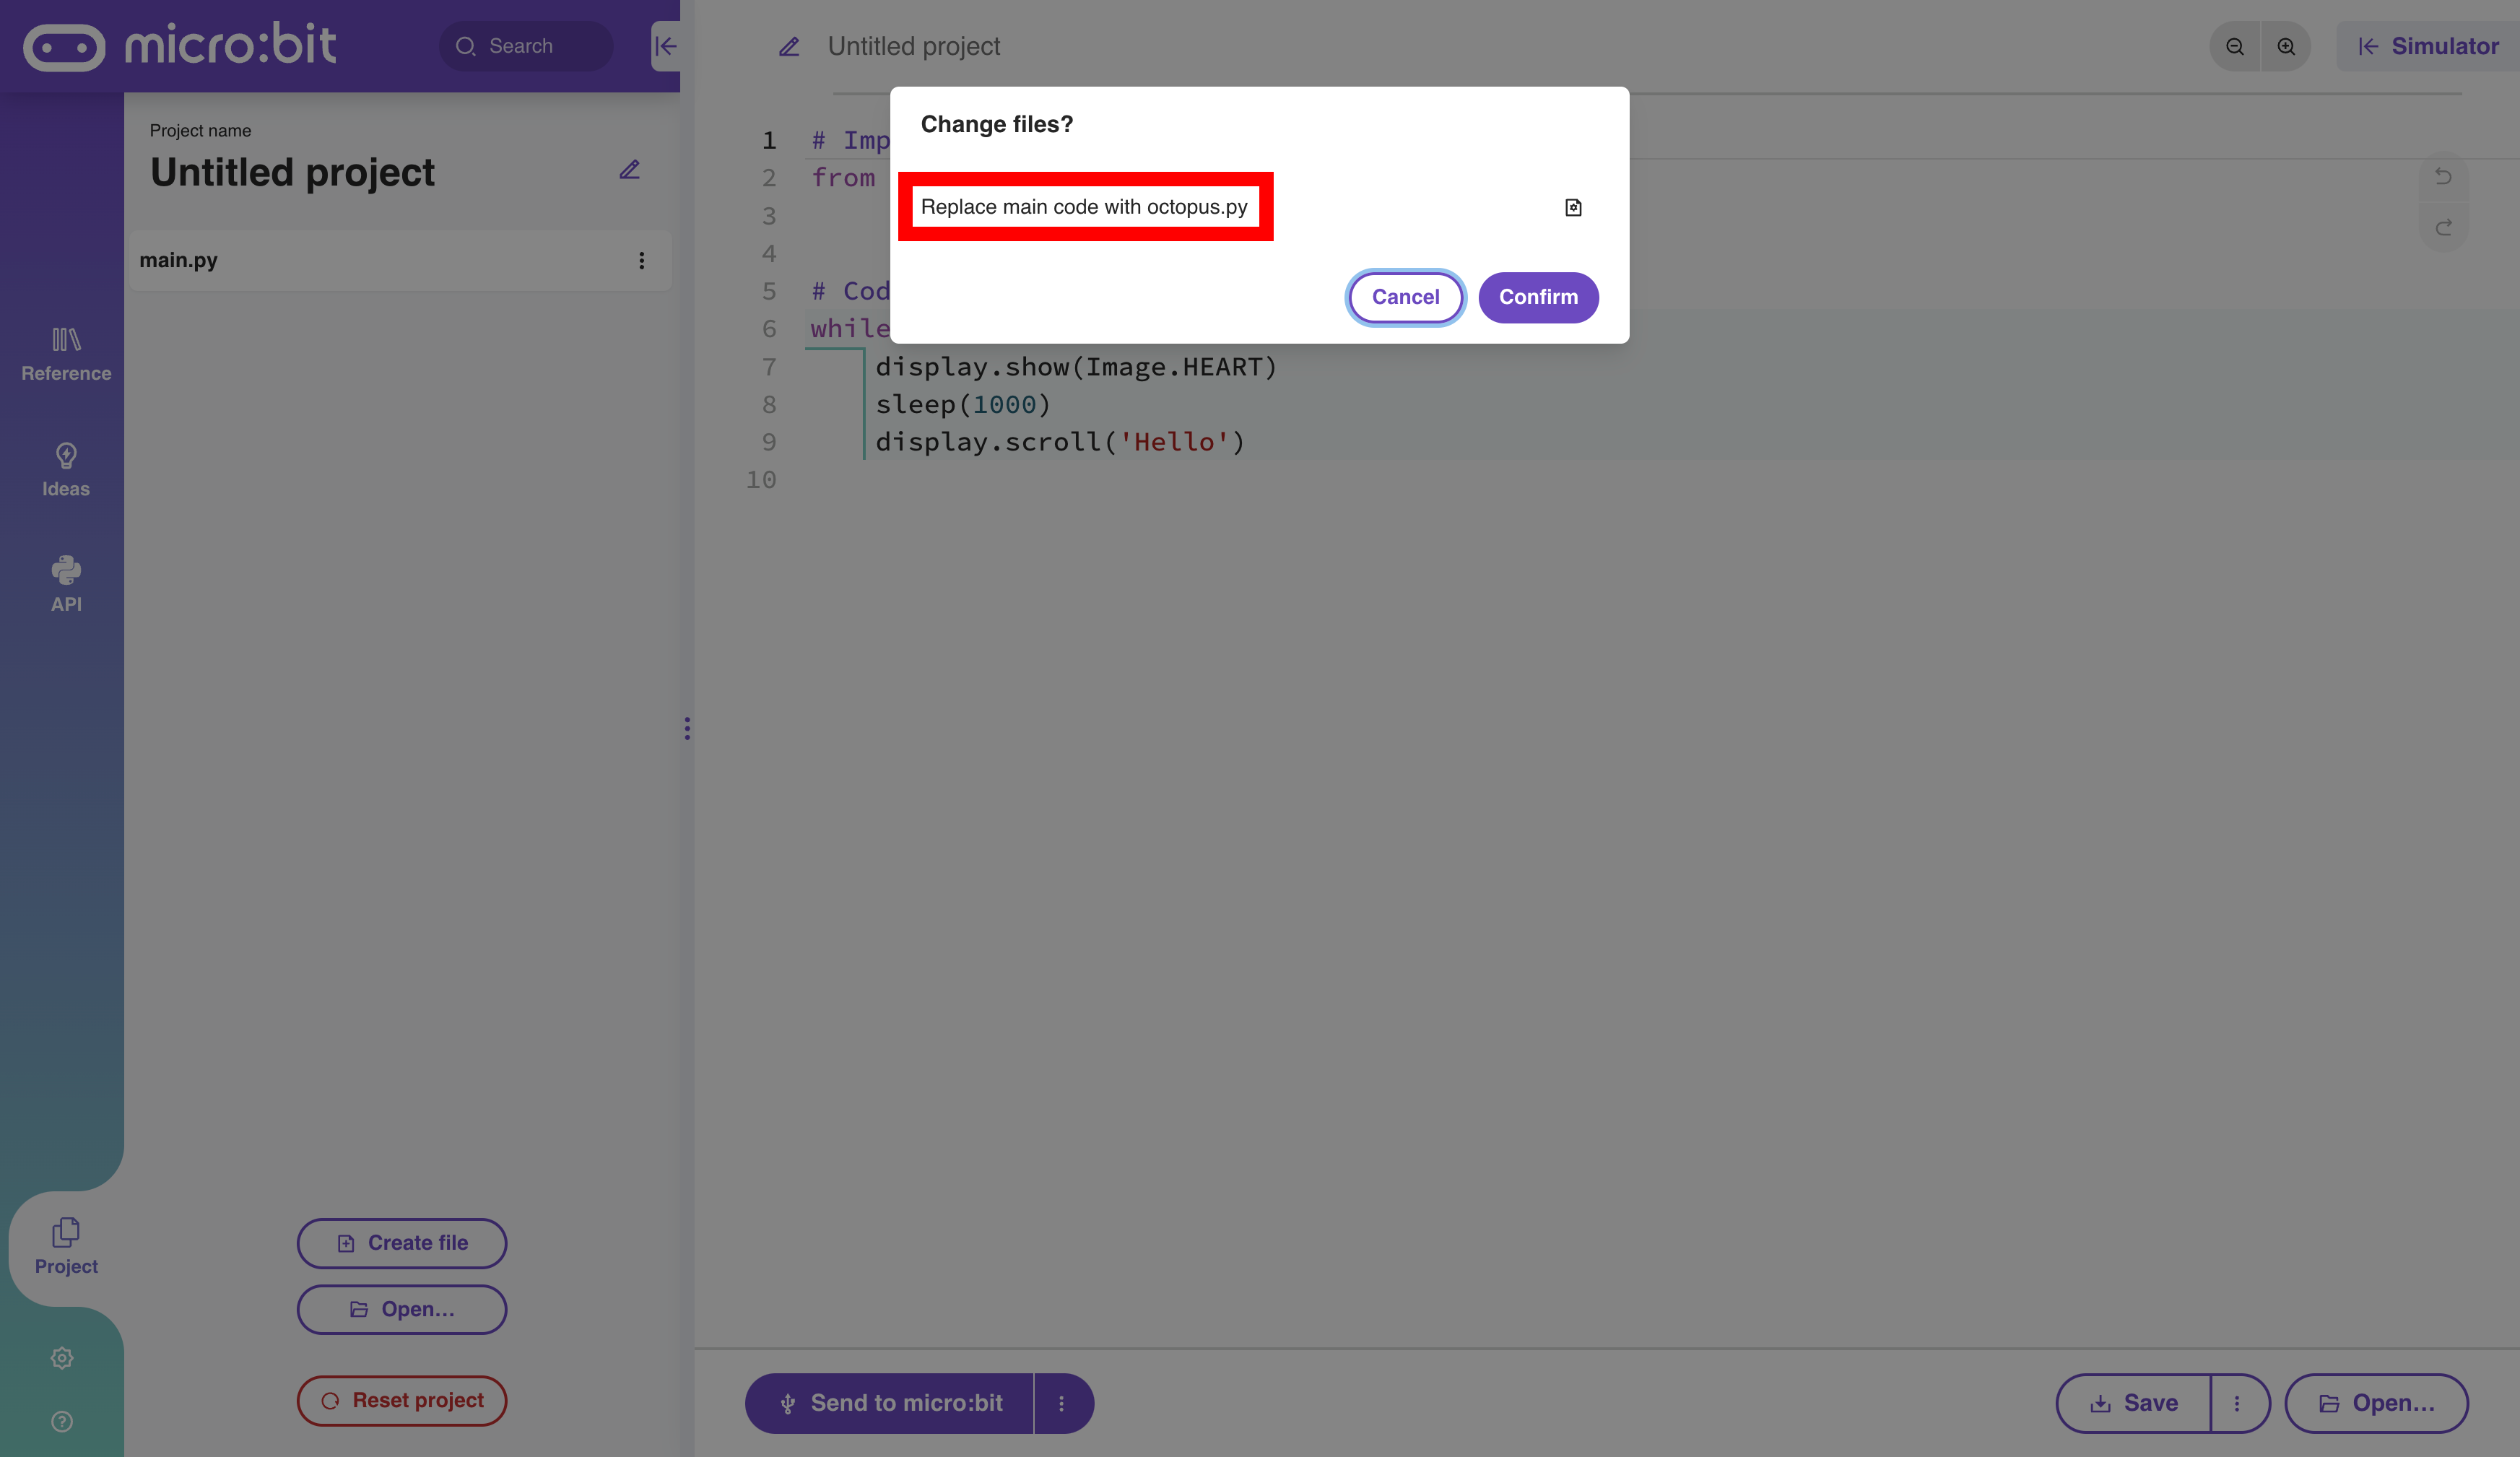 micro:bit
Search
Untitled project
Simulator
Project name
Untitled project
main.py
Reference
Ideas
API
Project
Create file
Open...
Reset project
1 # Imp
2 from
3
4
5 # Cod
6 while
7 display.show(Image.HEART)
8 sleep(1000)
9 display.scroll('Hello')
10
Change files?
Replace main code with octopus.py
Cancel
Confirm
Send to micro:bit
Save
Open...